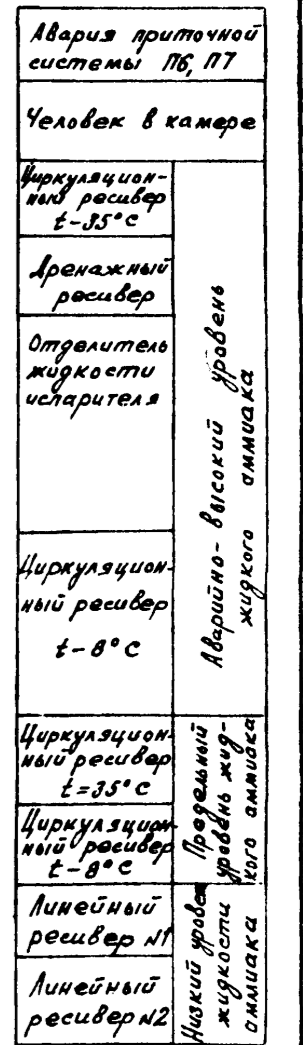 Авария приточной
системы П6, П7
Человек в камере
Циркуляцион-
ный ресивер
t-35°С
Дренажный
ресивер
Отделитель
жидкости
испарителя
Циркуляцион-
ный ресивер
t-8°С
Аварийно-высокий уровень
жидкого аммиака
Циркуляцион-
ный ресивер
t=35°С
Циркуляцион-
ный ресивер
t-8°С
Предельный
уровень жид-
кого аммиака
Линейный
ресивер N1
Линейный
ресивер N2
Низкий уровен
жидкости
аммиака